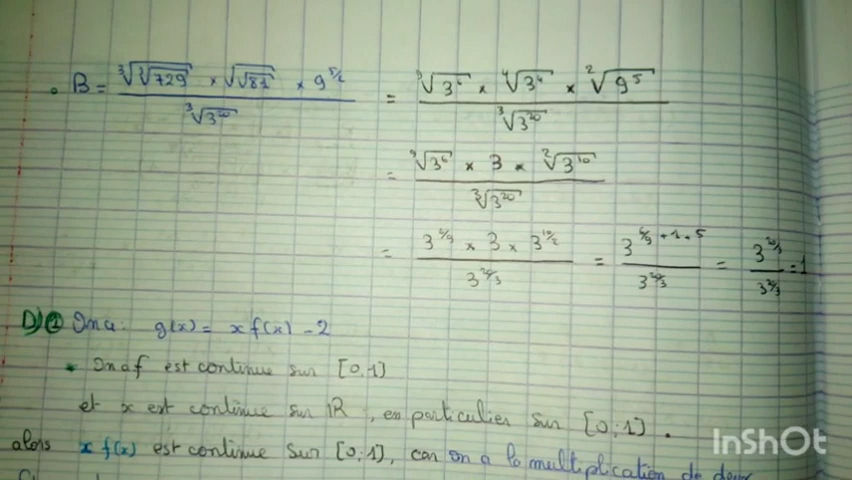 • B = (∛(∛729) × √(√81) × 9^(5/2)) / ∛(3^20) = (⁹√(3^6) × ⁴√(3^4) × ²√(9^5)) / ∛(3^20)
= (⁹√(3^6) × 3 × ²√(3^10)) / ∛(3^20)
= (3^(6/9) × 3 × 3^(10/2)) / 3^(20/3) = 3^(6/9 + 1 + 5) / 3^(20/3) = 3^(20/3) / 3^(20/3) = 1
D) ① On a: g(x) = x f(x) - 2
* On a f est continue sur [0,1]
et x est continue sur ℝ, en particulier sur [0;1].
alors x f(x) est continue sur [0;1], car on a la multiplication de deux
InShOt